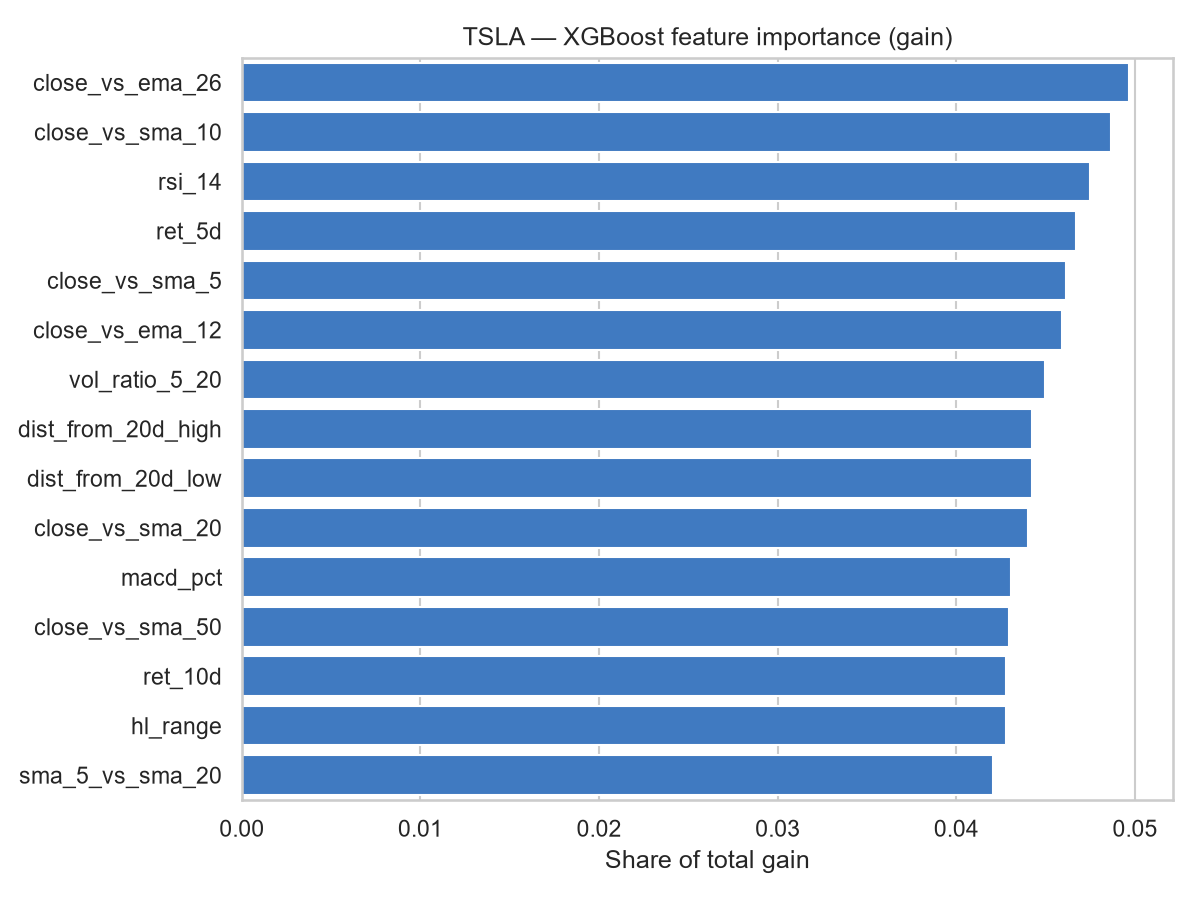 TSLA — XGBoost feature importance (gain)
close_vs_ema_26
close_vs_sma_10
rsi_14
ret_5d
close_vs_sma_5
close_vs_ema_12
vol_ratio_5_20
dist_from_20d_high
dist_from_20d_low
close_vs_sma_20
macd_pct
close_vs_sma_50
ret_10d
hl_range
sma_5_vs_sma_20
0.00 0.01 0.02 0.03 0.04 0.05
Share of total gain